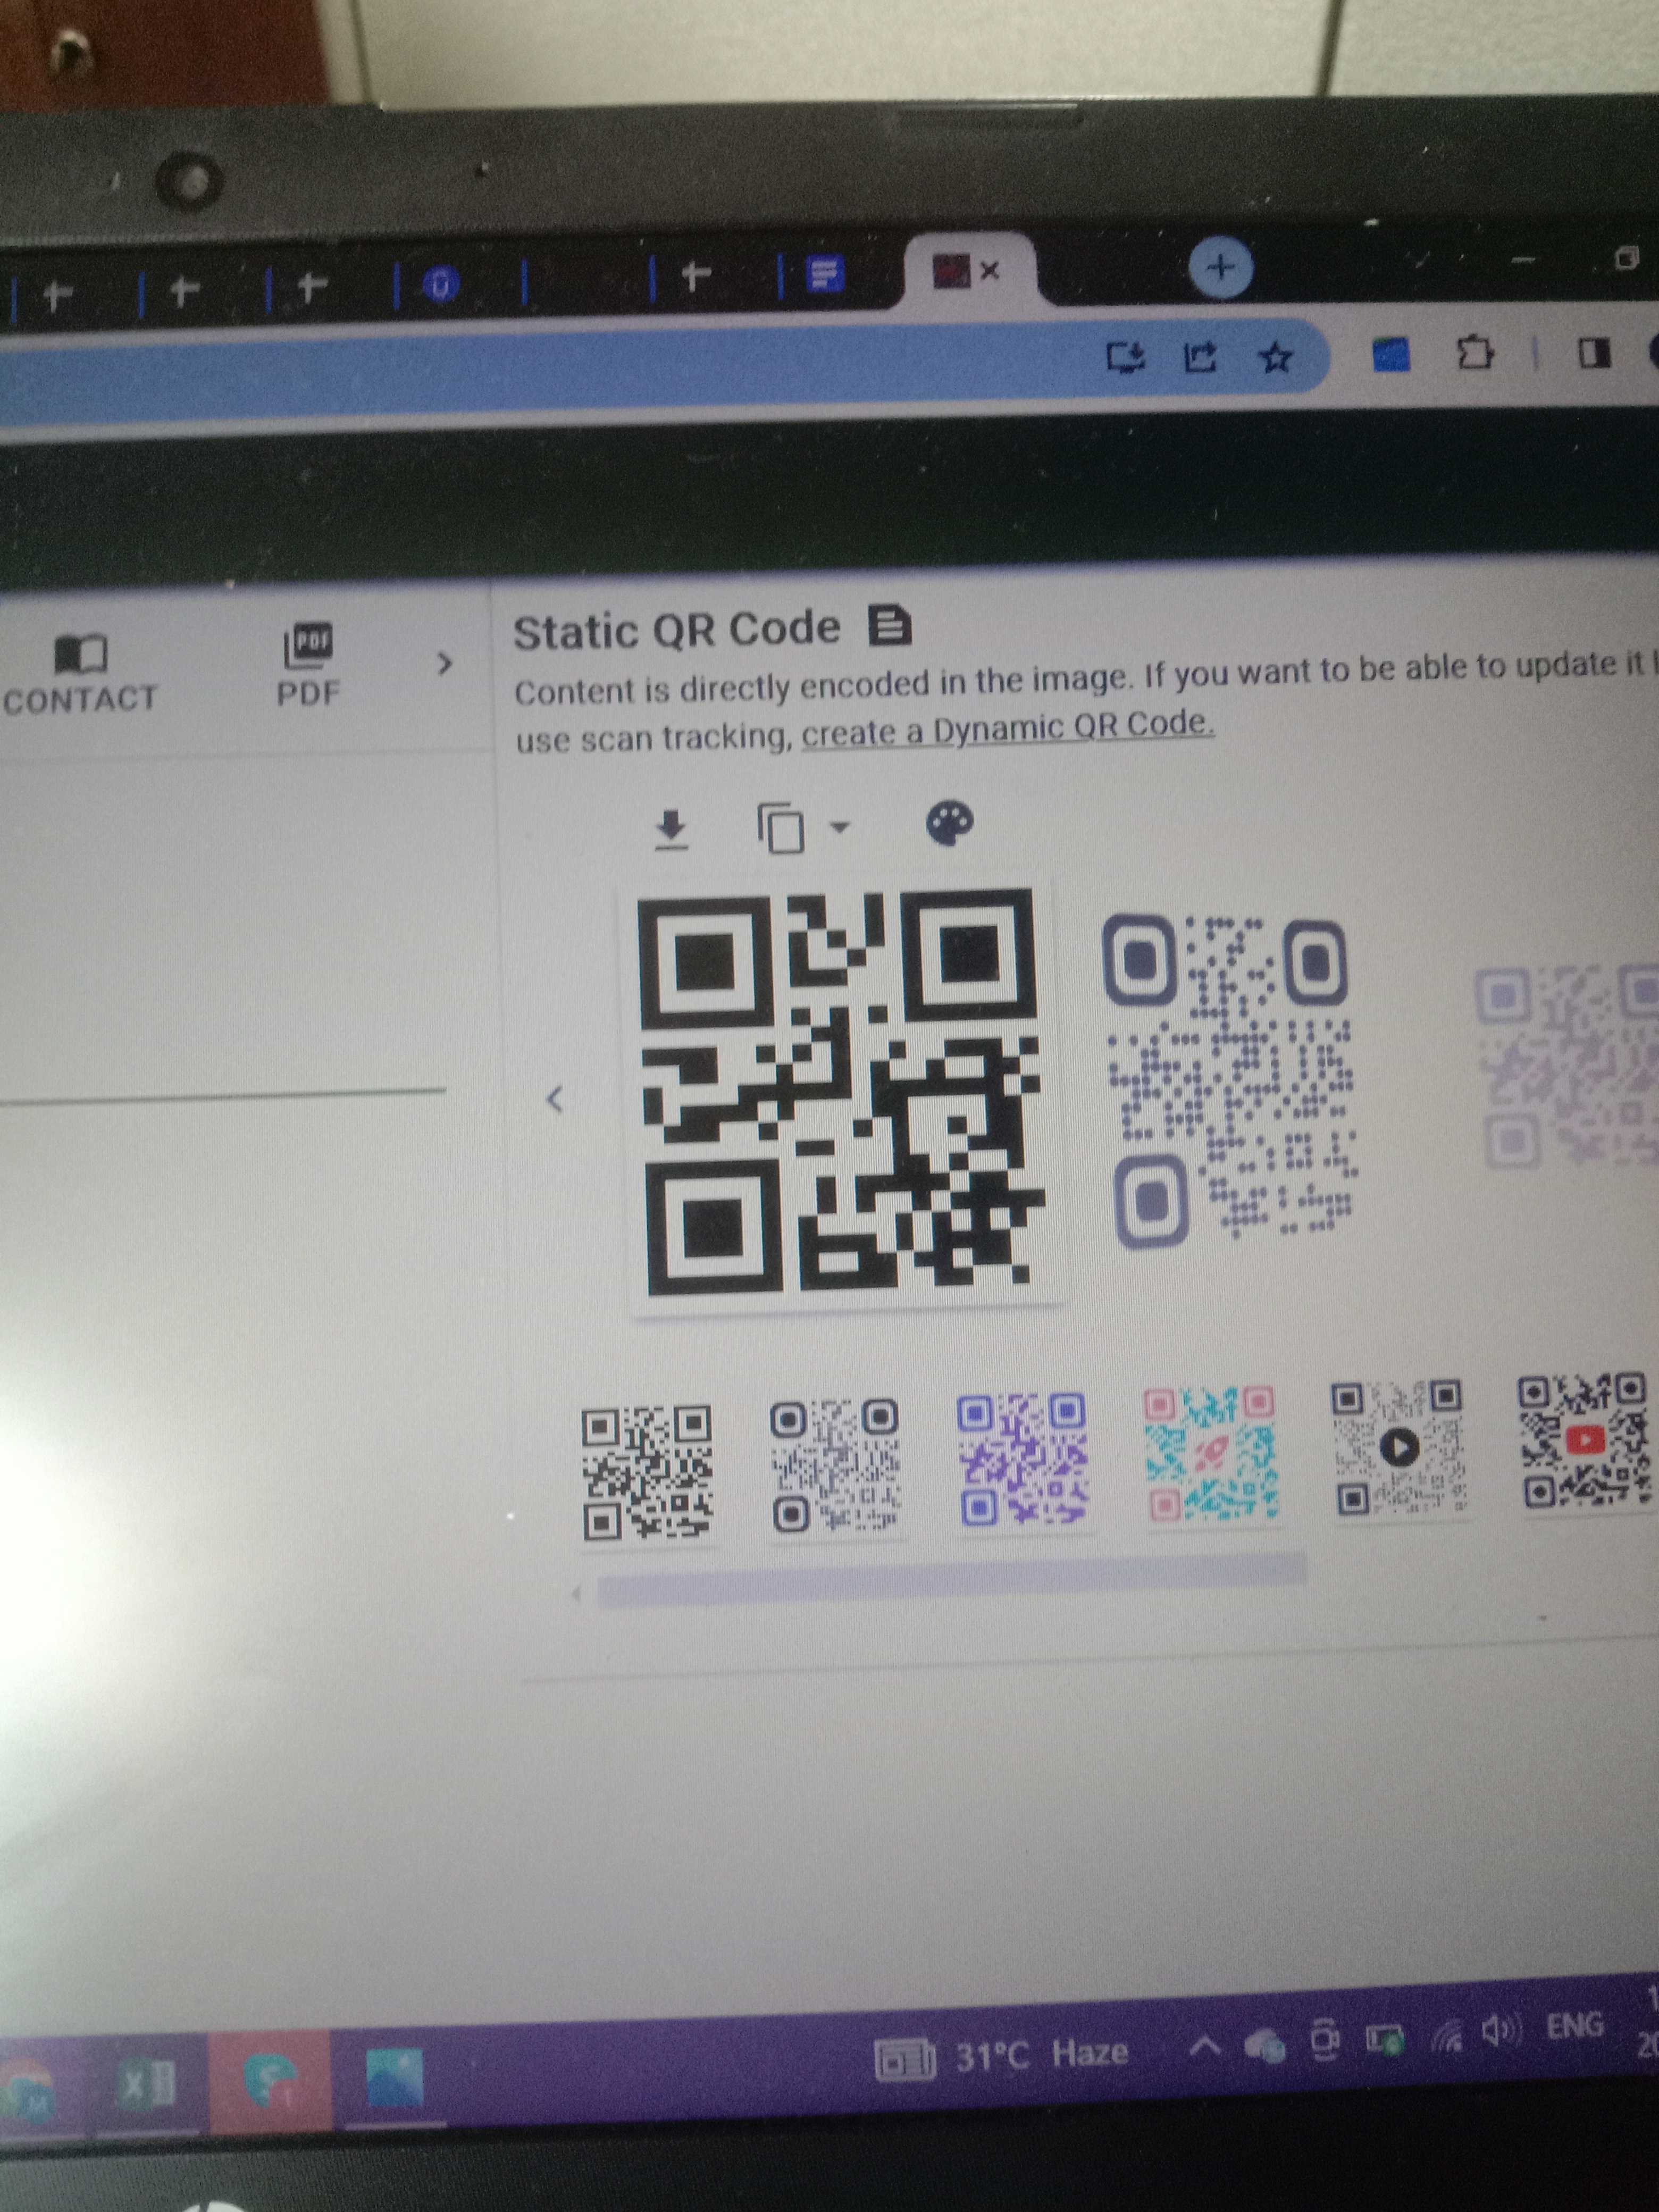 CONTACT
PDF
PDF
Static QR Code
Content is directly encoded in the image. If you want to be able to update it
use scan tracking, create a Dynamic QR Code.
31°C Haze
ENG